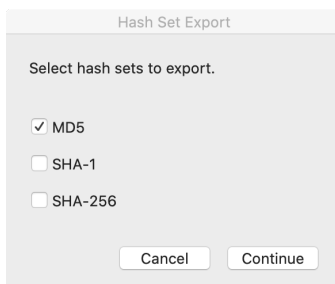 Hash Set Export
Select hash sets to export.
MD5
SHA-1
SHA-256
Cancel Continue